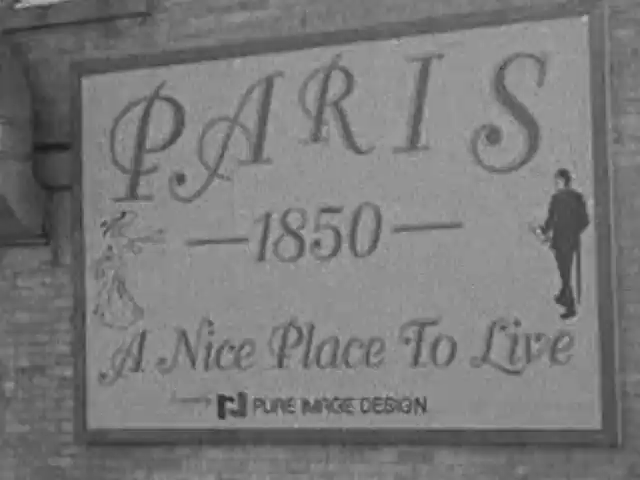 PARIS
—1850—
A Nice Place To Live
PURE IMAGE DESIGN